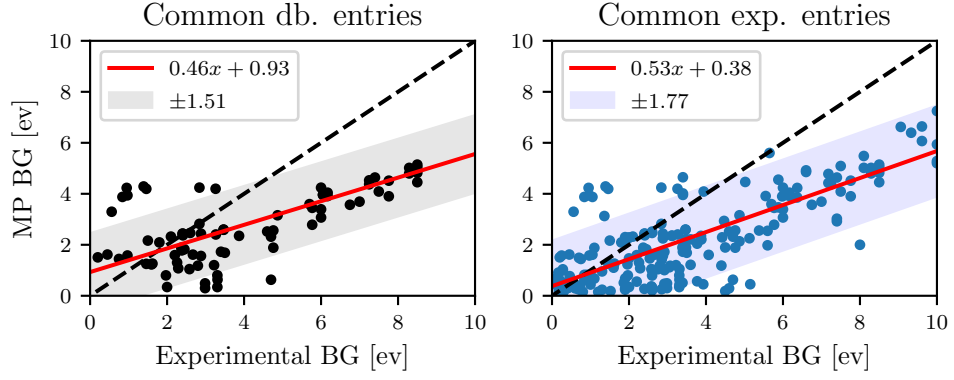 Common db. entries
Common exp. entries
10
8
6
4
2
0
0.46x + 0.93
±1.51
MP BG [ev]
0 2 4 6 8 10
Experimental BG [ev]
10
8
6
4
2
0
0.53x + 0.38
±1.77
0 2 4 6 8 10
Experimental BG [ev]